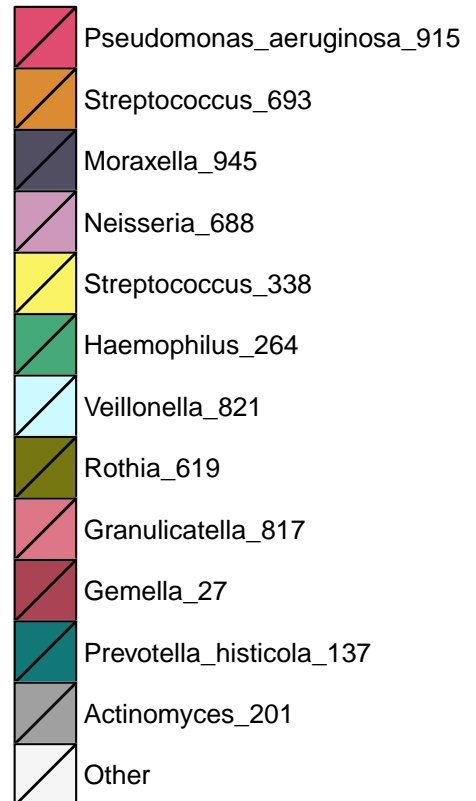 Pseudomonas_aeruginosa_915
Streptococcus_693
Moraxella_945
Neisseria_688
Streptococcus_338
Haemophilus_264
Veillonella_821
Rothia_619
Granulicatella_817
Gemella_27
Prevotella_histicola_137
Actinomyces_201
Other